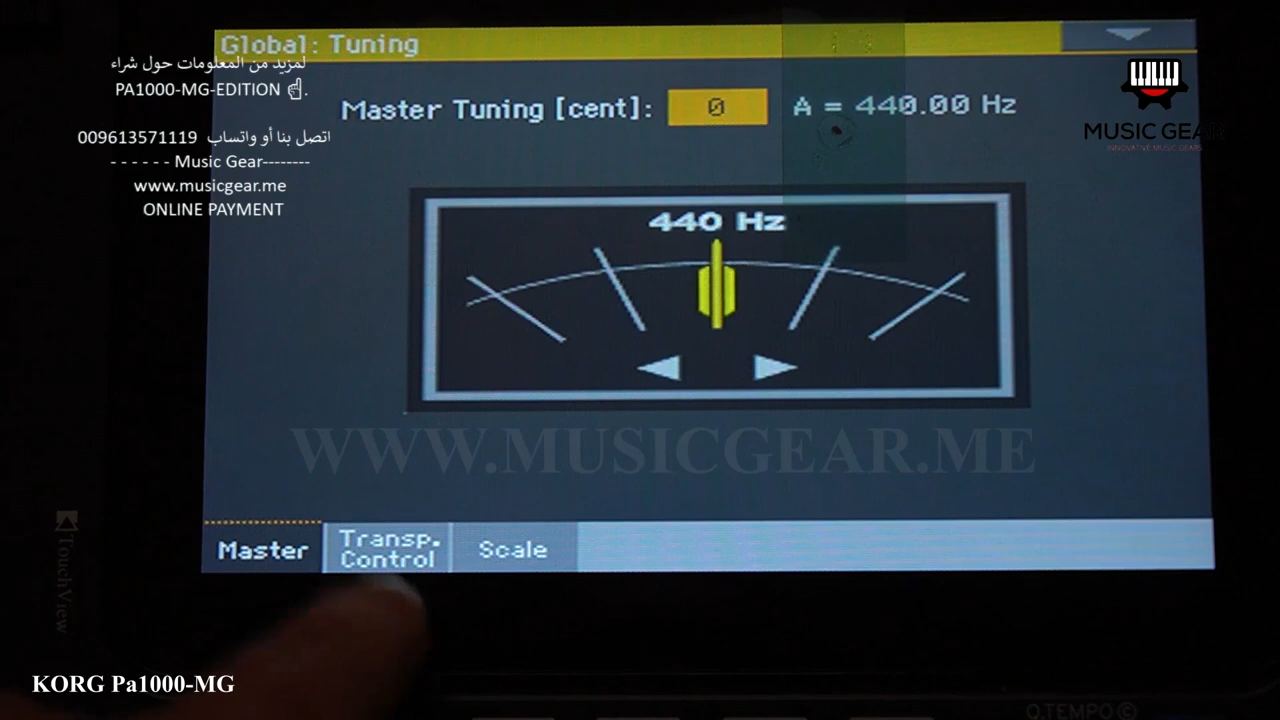 Global: Tuning
لمزيد من المعلومات حول شراء
PA1000-MG-EDITION ☝.
Master Tuning [cent]: 0 A = 440.00 Hz
اتصل بنا أو واتساب 009613571119
- - - - - - Music Gear--------
www.musicgear.me
ONLINE PAYMENT
MUSIC GEAR
INNOVATIVE MUSIC GEARS
440 Hz
WWW.MUSICGEAR.ME
Master
Transp.
Control
Scale
TouchView
KORG Pa1000-MG
Q.TEMPO